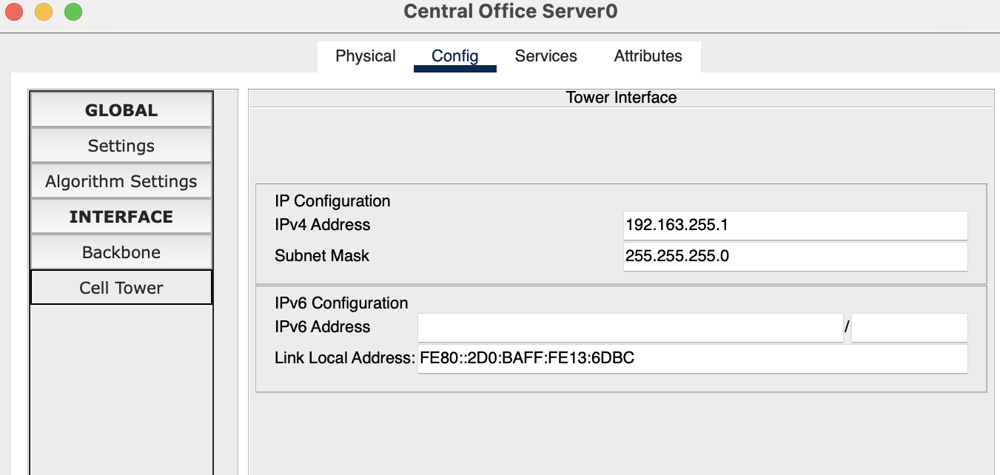 Central Office Server0
Physical Config Services Attributes
GLOBAL
Settings
Algorithm Settings
INTERFACE
Backbone
Cell Tower
Tower Interface
IP Configuration
IPv4 Address 192.163.255.1
Subnet Mask 255.255.255.0
IPv6 Configuration
IPv6 Address /
Link Local Address: FE80::2D0:BAFF:FE13:6DBC